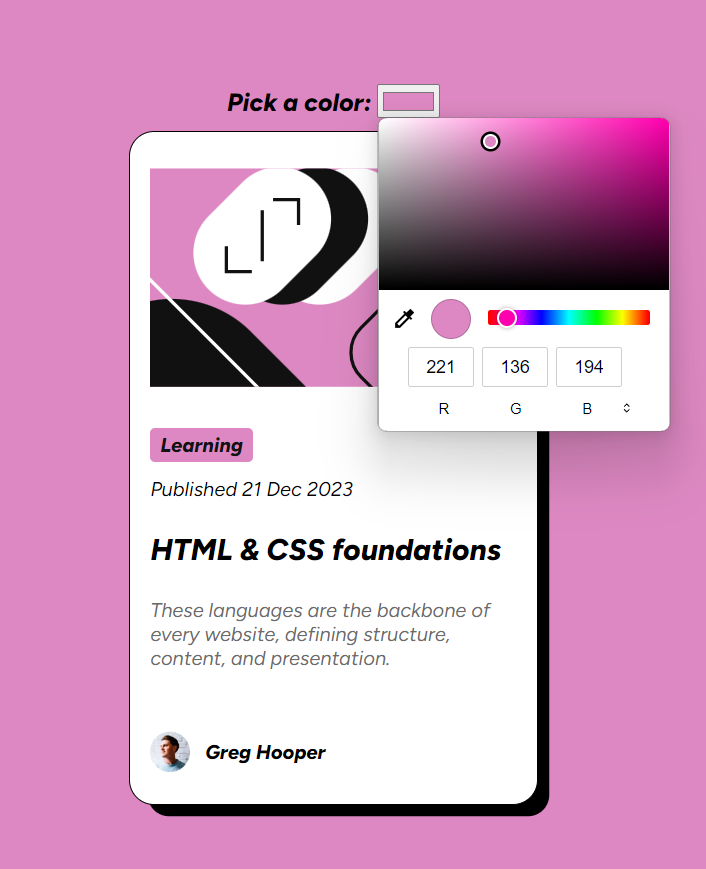 Pick a color:
221 136 194
R G B
Learning
Published 21 Dec 2023
HTML & CSS foundations
These languages are the backbone of
every website, defining structure,
content, and presentation.
Greg Hooper